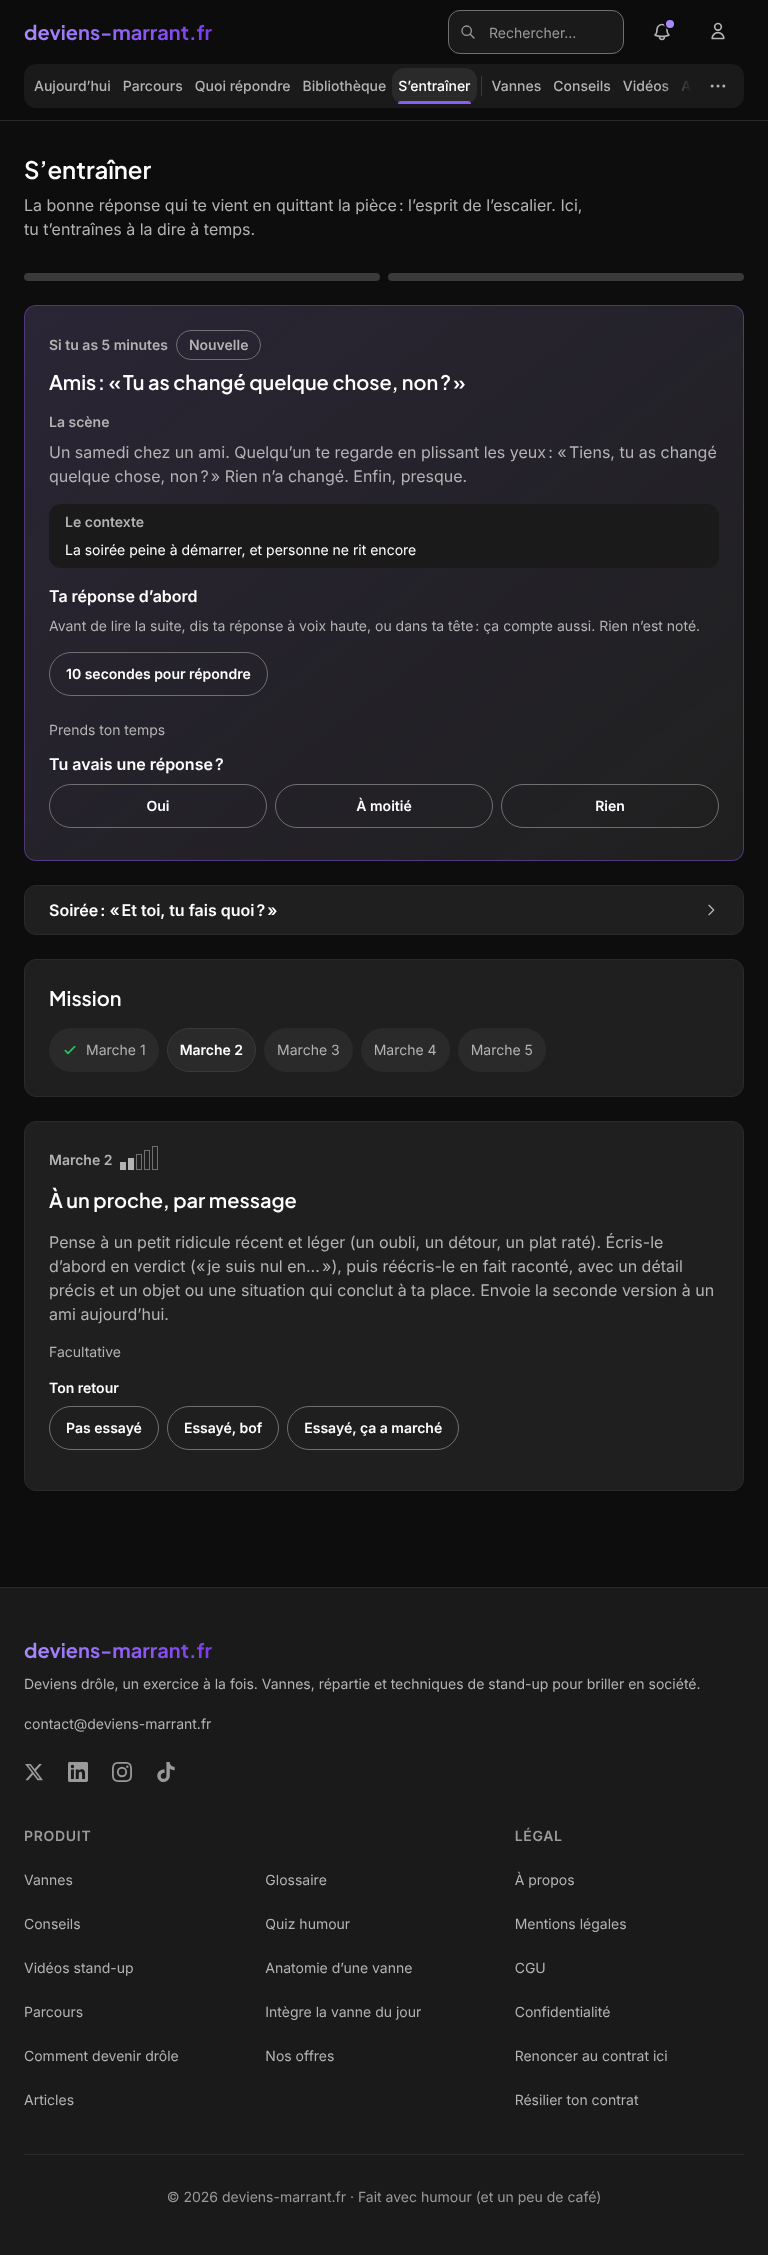 deviens-marrant.fr
Rechercher…
Aujourd’hui Parcours Quoi répondre Bibliothèque S’entraîner Vannes Conseils Vidéos
S’entraîner
La bonne réponse qui te vient en quittant la pièce : l’esprit de l’escalier. Ici,
tu t’entraînes à la dire à temps.
Si tu as 5 minutes Nouvelle
Amis : « Tu as changé quelque chose, non ? »
La scène
Un samedi chez un ami. Quelqu’un te regarde en plissant les yeux : « Tiens, tu as changé
quelque chose, non ? » Rien n’a changé. Enfin, presque.
Le contexte
La soirée peine à démarrer, et personne ne rit encore
Ta réponse d’abord
Avant de lire la suite, dis ta réponse à voix haute, ou dans ta tête : ça compte aussi. Rien n’est noté.
10 secondes pour répondre
Prends ton temps
Tu avais une réponse ?
Oui À moitié Rien
Soirée : « Et toi, tu fais quoi ? »
Mission
Marche 1 Marche 2 Marche 3 Marche 4 Marche 5
Marche 2
À un proche, par message
Pense à un petit ridicule récent et léger (un oubli, un détour, un plat raté). Écris-le
d’abord en verdict (« je suis nul en… »), puis réécris-le en fait raconté, avec un détail
précis et un objet ou une situation qui conclut à ta place. Envoie la seconde version à un
ami aujourd’hui.
Facultative
Ton retour
Pas essayé Essayé, bof Essayé, ça a marché
deviens-marrant.fr
Deviens drôle, un exercice à la fois. Vannes, répartie et techniques de stand-up pour briller en société.
contact@deviens-marrant.fr
PRODUIT
Vannes
Conseils
Vidéos stand-up
Parcours
Comment devenir drôle
Articles
Glossaire
Quiz humour
Anatomie d’une vanne
Intègre la vanne du jour
Nos offres
LÉGAL
À propos
Mentions légales
CGU
Confidentialité
Renoncer au contrat ici
Résilier ton contrat
© 2026 deviens-marrant.fr · Fait avec humour (et un peu de café)